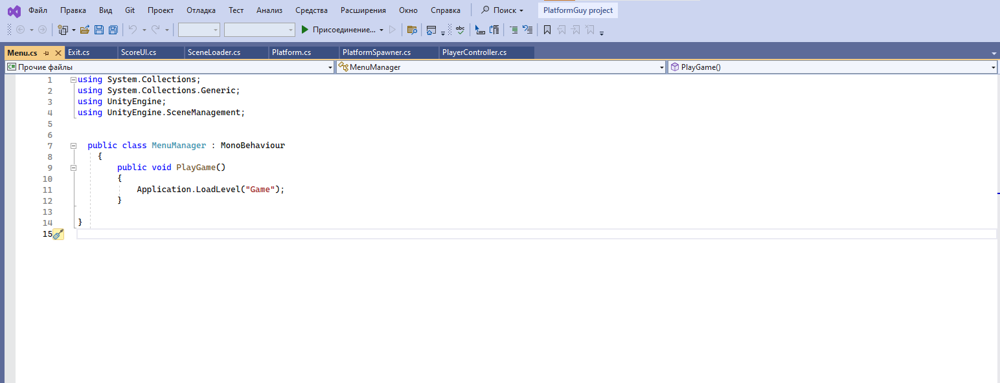 Файл Правка Вид Git Проект Отладка Тест Анализ Средства Расширения Окно Справка Поиск PlatformGuy project
Присоединение... abc
Menu.cs Exit.cs ScoreUI.cs SceneLoader.cs Platform.cs PlatformSpawner.cs PlayerController.cs
C# Прочие файлы MenuManager PlayGame()
1 using System.Collections;
2 using System.Collections.Generic;
3 using UnityEngine;
4 using UnityEngine.SceneManagement;
5
6
7 public class MenuManager : MonoBehaviour
8 {
9 public void PlayGame()
10 {
11 Application.LoadLevel("Game");
12 }
13
14 }
15